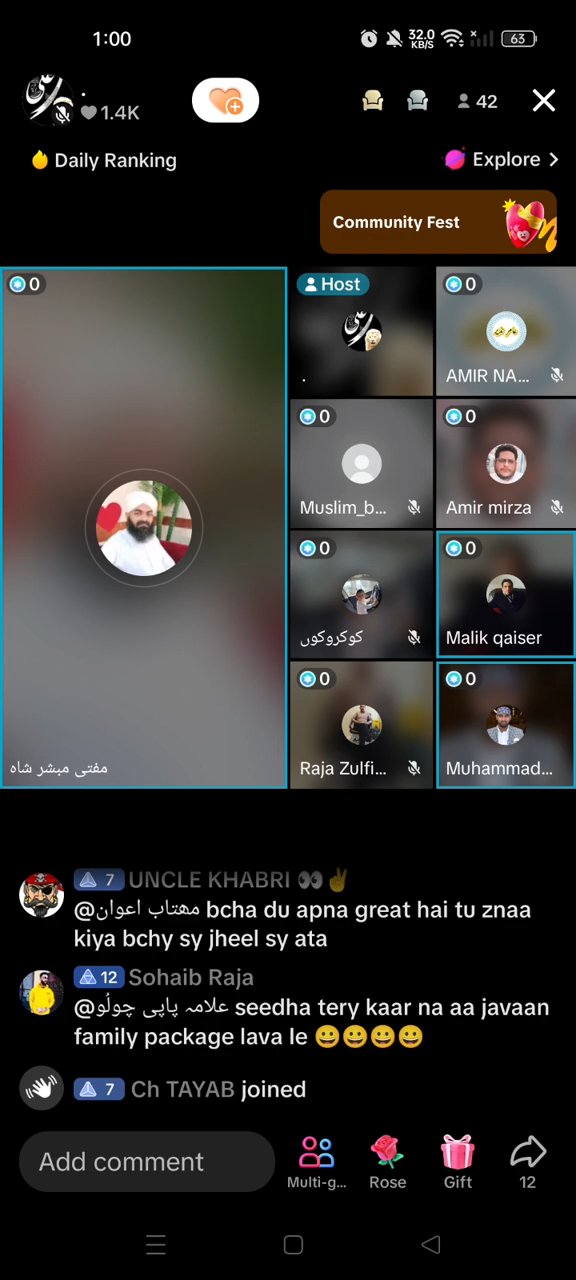 1:00
32.0
KB/S
63
.
1.4K
42
Daily Ranking
Explore
Community Fest
0
Host
.
0
AMIR NA...
0
Muslim_b...
0
Amir mirza
0
کوکروکوں
0
Malik qaiser
0
Raja Zulfi...
0
Muhammad...
مفتی مبشر شاہ
7 UNCLE KHABRI 👀✌
@مهتاب اعوان bcha du apna great hai tu znaa
kiya bchy sy jheel sy ata
12 Sohaib Raja
@علامہ پاپی چولُو seedha tery kaar na aa javaan
family package lava le 😀😀😀😀
7 Ch TAYAB joined
Add comment
Multi-g...
Rose
Gift
12